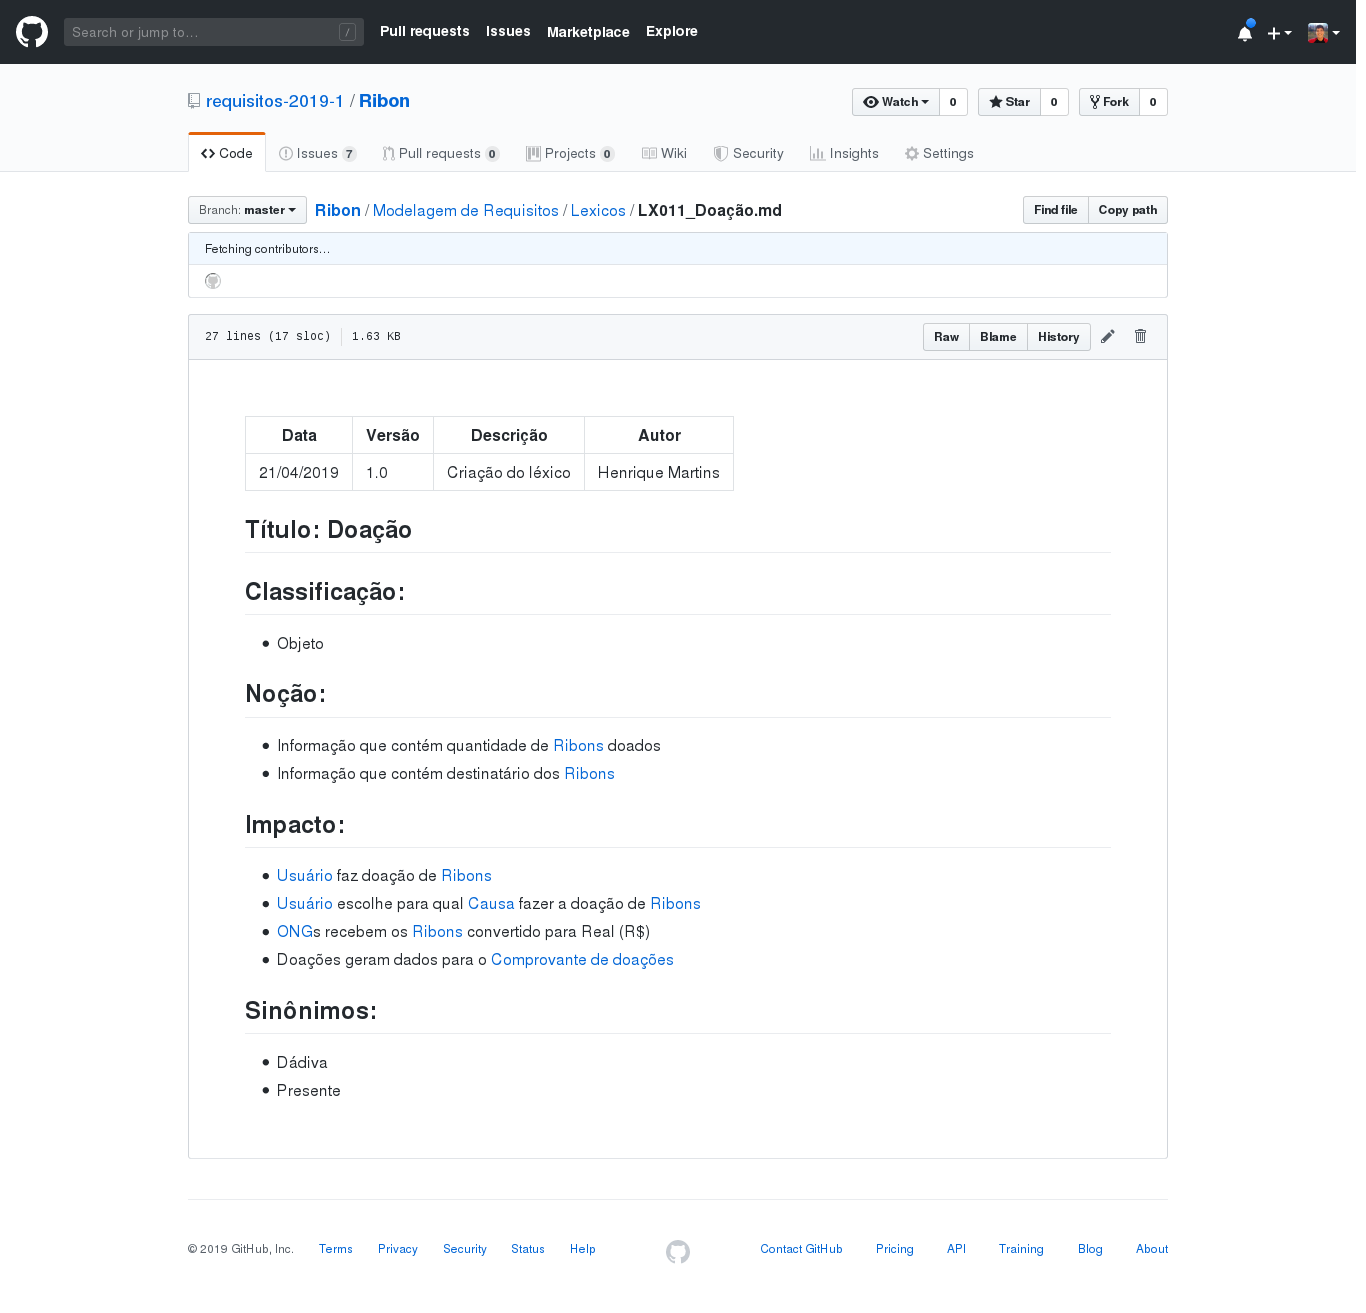 Search or jump to… / Pull requests Issues Marketplace Explore
requisitos-2019-1 / Ribon Watch 0 Star 0 Fork 0
Code Issues 7 Pull requests 0 Projects 0 Wiki Security Insights Settings
Branch: master Ribon / Modelagem de Requisitos / Lexicos / LX011_Doação.md Find file Copy path
Fetching contributors…
27 lines (17 sloc) 1.63 KB Raw Blame History
Data Versão Descrição Autor
21/04/2019 1.0 Criação do léxico Henrique Martins
Título: Doação
Classificação:
• Objeto
Noção:
• Informação que contém quantidade de Ribons doados
• Informação que contém destinatário dos Ribons
Impacto:
• Usuário faz doação de Ribons
• Usuário escolhe para qual Causa fazer a doação de Ribons
• ONGs recebem os Ribons convertido para Real (R$)
• Doações geram dados para o Comprovante de doações
Sinônimos:
• Dádiva
• Presente
© 2019 GitHub, Inc. Terms Privacy Security Status Help Contact GitHub Pricing API Training Blog About